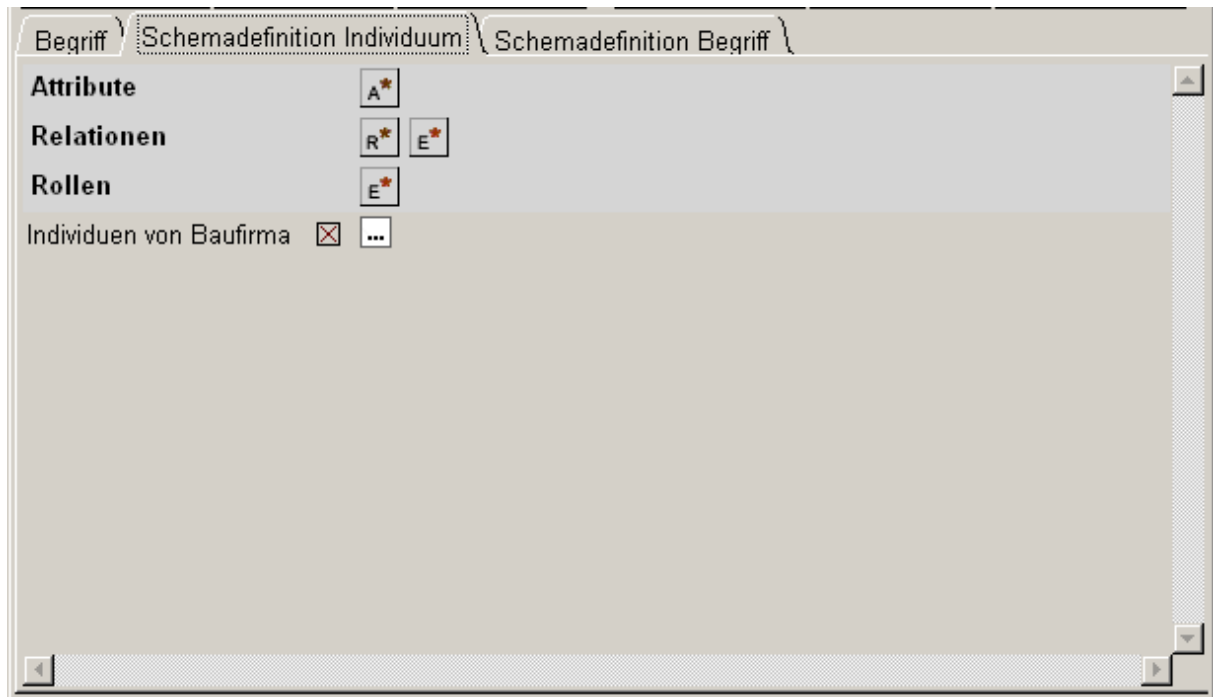 Begriff Schemadefinition Individuum Schemadefinition Begriff
Attribute A*
Relationen R* E*
Rollen E*
Individuen von Baufirma ...